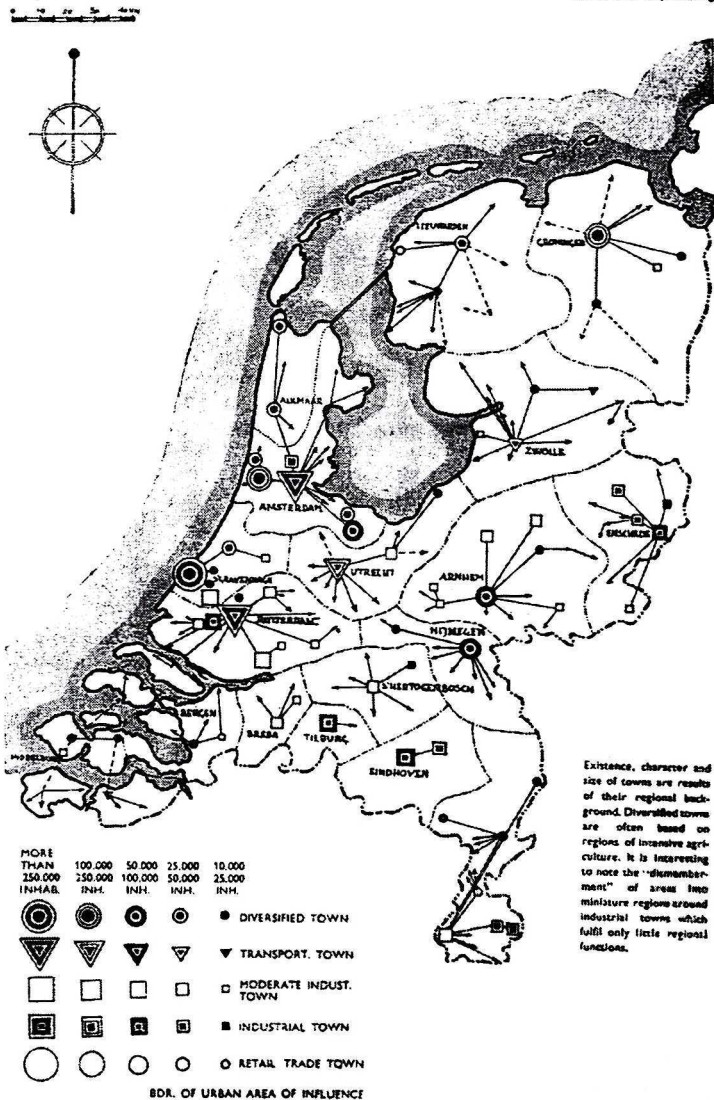 LEEUWARDEN
GRONINGEN
ALKMAAR
ZWOLLE
AMSTERDAM
ENSCHEDE
UTRECHT
ARNHEM
ROTTERDAM
NIJMEGEN
S'HERTOGENBOSCH
BERGEN
BREDA
TILBURG
EINDHOVEN
MIDDELBURG
Existence, character and
size of towns are results
of their regional back-
ground. Diversified towns
are often based on
regions of intensive agri-
culture. It is interesting
to note the "dismember-
ment" of areas into
miniature regions around
industrial towns which
fulfil only little regional
functions.
MORE
THAN
250.000
INHAB.
100.000
250.000
INH.
50.000
100,000
INH.
25.000
50,000
INH.
10.000
25.000
INH.
DIVERSIFIED TOWN
TRANSPORT. TOWN
MODERATE INDUST.
TOWN
INDUSTRIAL TOWN
RETAIL TRADE TOWN
BDR. OF URBAN AREA OF INFLUENCE